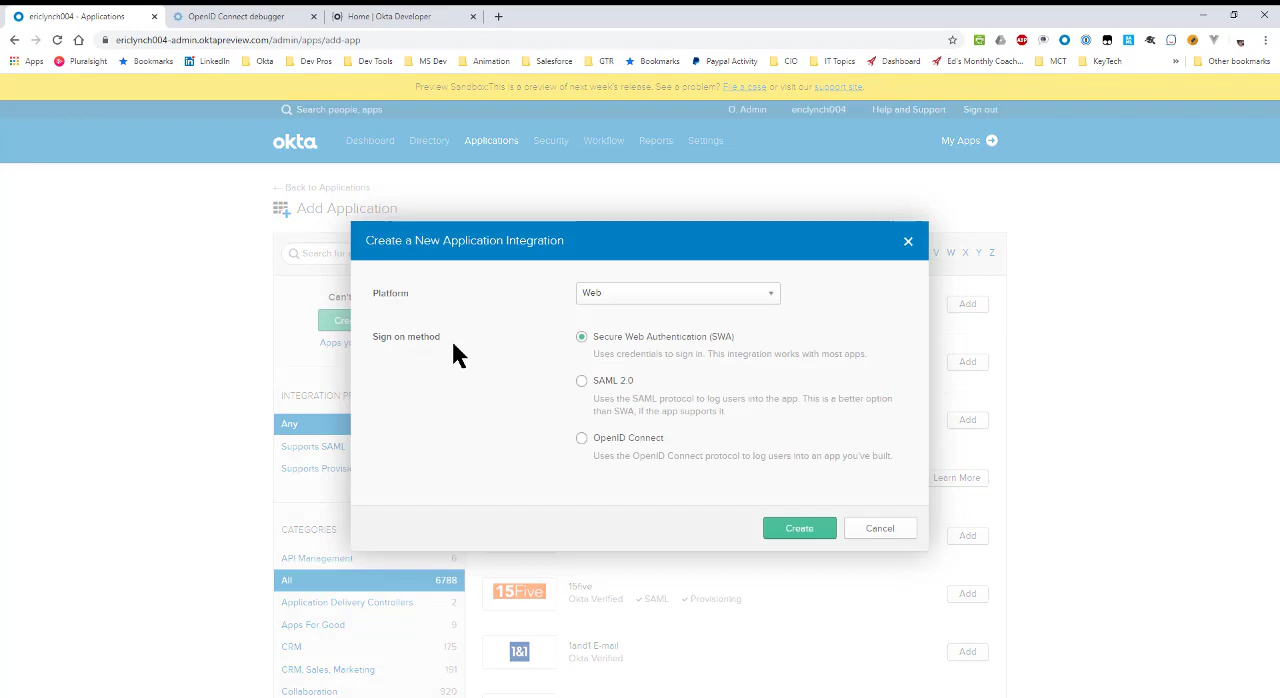 ericlynch004 - Applications
OpenID Connect debugger
Home | Okta Developer
ericlynch004-admin.oktapreview.com/admin/apps/add-app
Apps Pluralsight Bookmarks LinkedIn Okta Dev Pros Dev Tools MS Dev Animation Salesforce GTR Bookmarks Paypal Activity CIO IT Topics Dashboard Ed's Monthly Coach... MCT KeyTech » Other bookmarks
Preview Sandbox:This is a preview of next week's release. See a problem? File a case or visit our support site.
Search people, apps
O. Admin ericlynch004 Help and Support Sign out
okta Dashboard Directory Applications Security Workflow Reports Settings My Apps
← Back to Applications
Add Application
Create a New Application Integration
Search for
V W X Y Z
Platform
Web
Can't
Add
Cre
Sign on method
Secure Web Authentication (SWA)
Apps yo
Uses credentials to sign in. This integration works with most apps.
Add
SAML 2.0
INTEGRATION P
Uses the SAML protocol to log users into the app. This is a better option
than SWA, if the app supports it
Any
Add
OpenID Connect
Supports SAML
Uses the OpenID Connect protocol to log users into an app you've built.
Supports Provisio
Learn More
CATEGORIES
Create
Cancel
Add
API Management 6
All 6788
15Five
15five
Okta Verified SAML Provisioning
Add
Application Delivery Controllers 2
Apps For Good 9
CRM 175
1&1
1and1 E-mail
Okta Verified
Add
CRM, Sales, Marketing 191
Collaboration 920